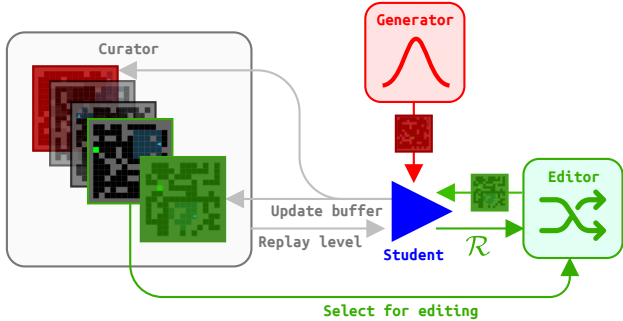 Generator
Curator
Editor
Update buffer
Replay level
Student
ℛ
Select for editing